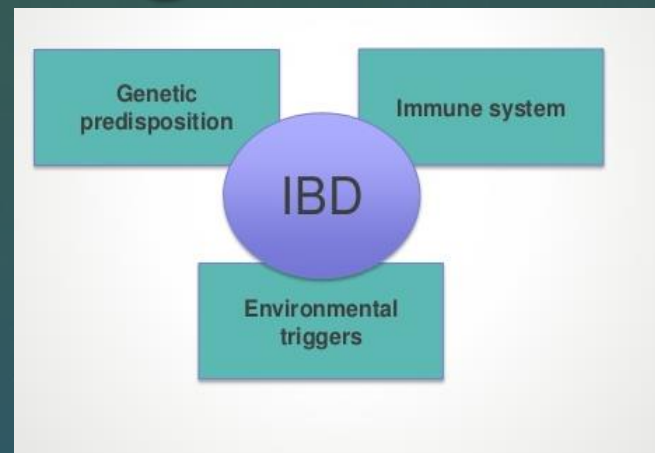 Genetic
predisposition
Immune system
IBD
Environmental
triggers